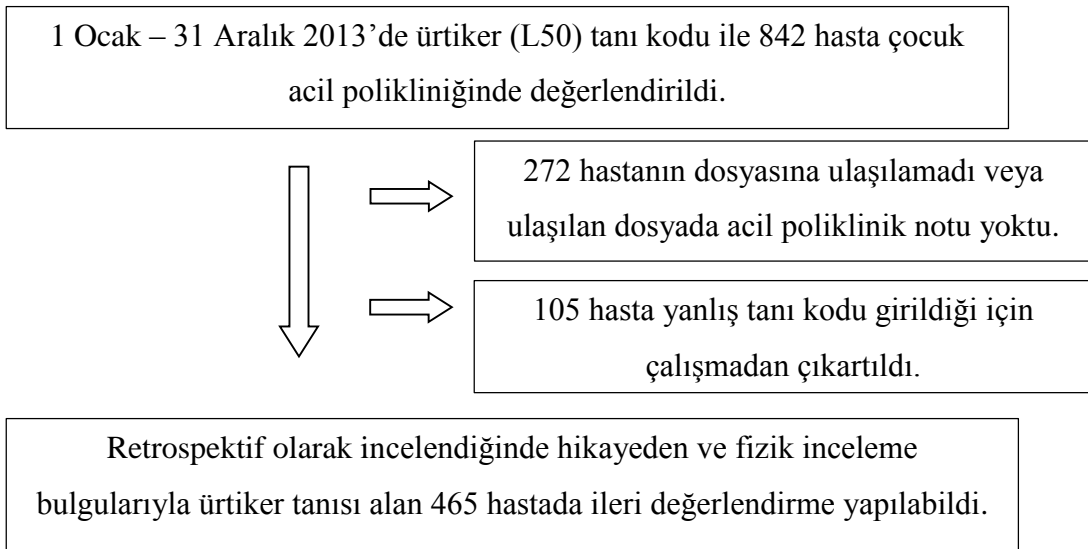 1 Ocak – 31 Aralık 2013’de ürtiker (L50) tanı kodu ile 842 hasta çocuk
acil polikliniğinde değerlendirildi.
272 hastanın dosyasına ulaşılamadı veya
ulaşılan dosyada acil poliklinik notu yoktu.
105 hasta yanlış tanı kodu girildiği için
çalışmadan çıkartıldı.
Retrospektif olarak incelendiğinde hikayeden ve fizik inceleme
bulgularıyla ürtiker tanısı alan 465 hastada ileri değerlendirme yapılabildi.